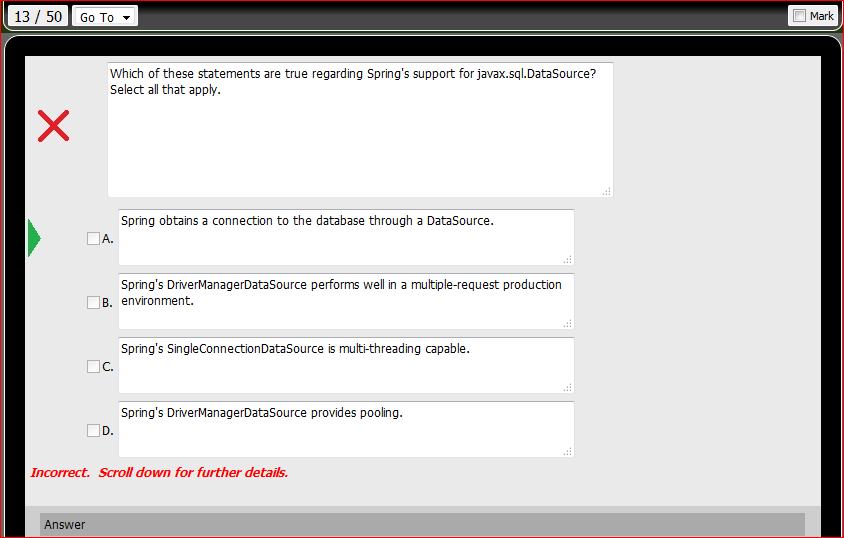 13 / 50
Go To
Mark
Which of these statements are true regarding Spring's support for javax.sql.DataSource?
Select all that apply.
A. Spring obtains a connection to the database through a DataSource.
B. Spring's DriverManagerDataSource performs well in a multiple-request production
environment.
C. Spring's SingleConnectionDataSource is multi-threading capable.
D. Spring's DriverManagerDataSource provides pooling.
Incorrect. Scroll down for further details.
Answer